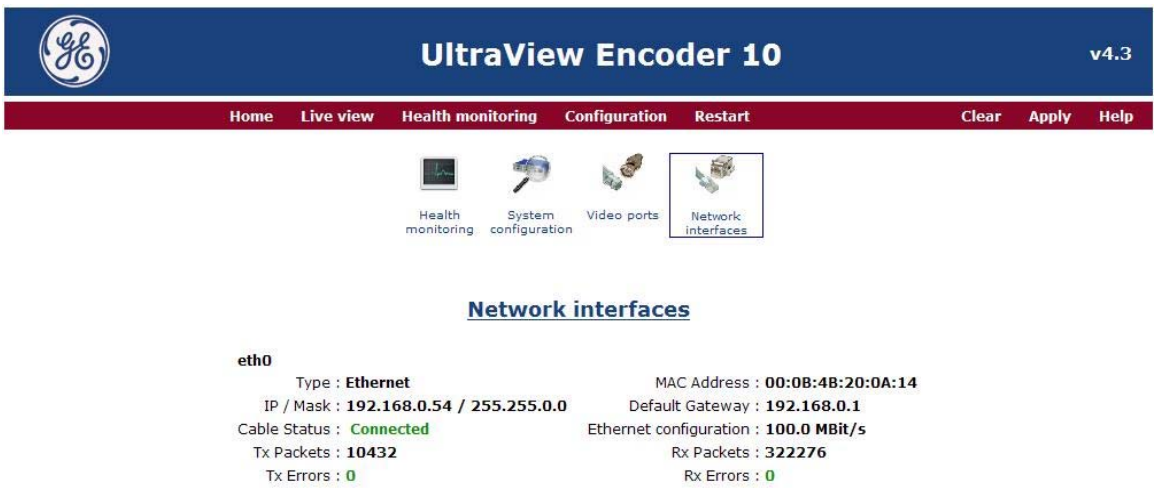 GE
UltraView Encoder 10
v4.3
Home Live view Health monitoring Configuration Restart Clear Apply Help
Health monitoring
System configuration
Video ports
Network interfaces
Network interfaces
eth0
Type : Ethernet MAC Address : 00:0B:4B:20:0A:14
IP / Mask : 192.168.0.54 / 255.255.0.0 Default Gateway : 192.168.0.1
Cable Status : Connected Ethernet configuration : 100.0 MBit/s
Tx Packets : 10432 Rx Packets : 322276
Tx Errors : 0 Rx Errors : 0